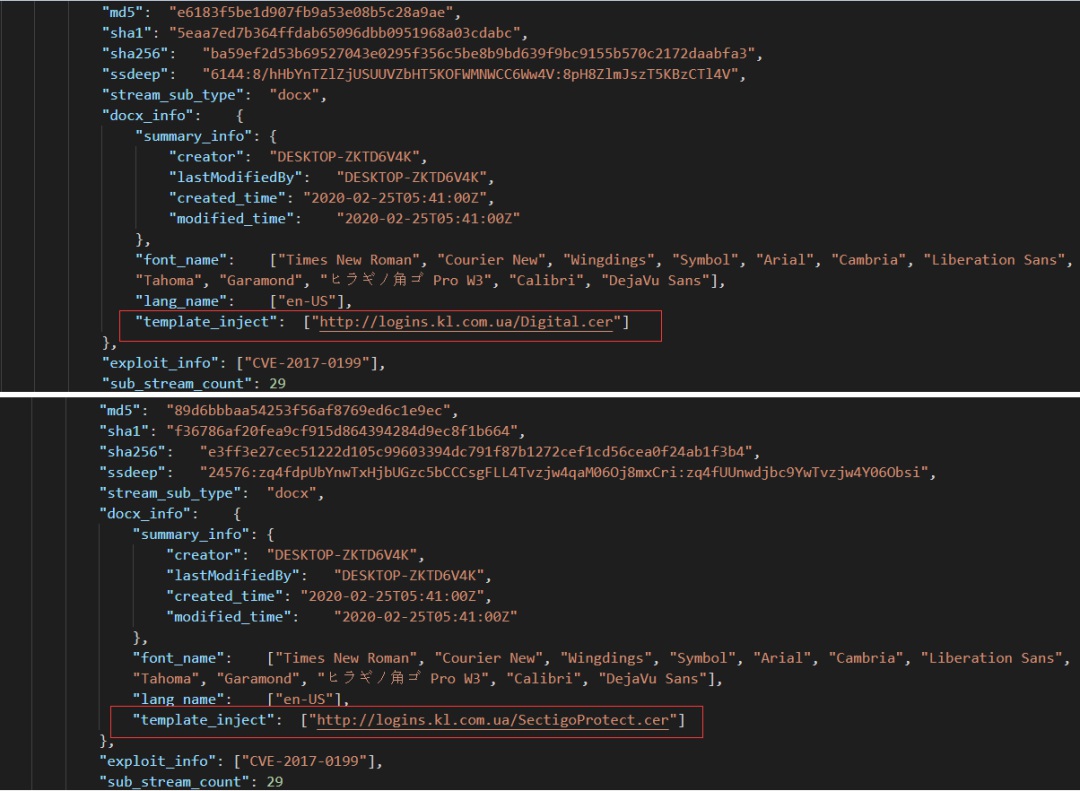 "md5": "e6183f5be1d907fb9a53e08b5c28a9ae",
"sha1": "5eaa7ed7b364ffdab65096dbb0951968a03cdabc",
"sha256": "ba59ef2d53b69527043e0295f356c5be8b9bd639f9bc9155b570c2172daabfa3",
"ssdeep": "6144:8/hHbYnTZlZjUSUUVZbHT5KOFWMNWCC6Ww4V:8pH8ZlmJszT5KBzCTl4V",
"stream_sub_type": "docx",
"docx_info": {
"summary_info": {
"creator": "DESKTOP-ZKTD6V4K",
"lastModifiedBy": "DESKTOP-ZKTD6V4K",
"created_time": "2020-02-25T05:41:00Z",
"modified_time": "2020-02-25T05:41:00Z"
},
"font_name": ["Times New Roman", "Courier New", "Wingdings", "Symbol", "Arial", "Cambria", "Liberation Sans",
"Tahoma", "Garamond", "ヒラギノ角ゴ Pro W3", "Calibri", "DejaVu Sans"],
"lang_name": ["en-US"],
"template_inject": ["http://logins.kl.com.ua/Digital.cer"]
},
"exploit_info": ["CVE-2017-0199"],
"sub_stream_count": 29
"md5": "89d6bbbaa54253f56af8769ed6c1e9ec",
"sha1": "f36786af20fea9cf915d864394284d9ec8f1b664",
"sha256": "e3ff3e27cec51222d105c99603394dc791f87b1272cef1cd56cea0f24ab1f3b4",
"ssdeep": "24576:zq4fdpUbYnwTxHjbUGzc5bCCCsgFLL4Tvzjw4qaM06Oj8mxCri:zq4fUUnwdjbc9YwTvzjw4Y06Obsi",
"stream_sub_type": "docx",
"docx_info": {
"summary_info": {
"creator": "DESKTOP-ZKTD6V4K",
"lastModifiedBy": "DESKTOP-ZKTD6V4K",
"created_time": "2020-02-25T05:41:00Z",
"modified_time": "2020-02-25T05:41:00Z"
},
"font_name": ["Times New Roman", "Courier New", "Wingdings", "Symbol", "Arial", "Cambria", "Liberation Sans",
"Tahoma", "Garamond", "ヒラギノ角ゴ Pro W3", "Calibri", "DejaVu Sans"],
"lang_name": ["en-US"],
"template_inject": ["http://logins.kl.com.ua/SectigoProtect.cer"]
},
"exploit_info": ["CVE-2017-0199"],
"sub_stream_count": 29